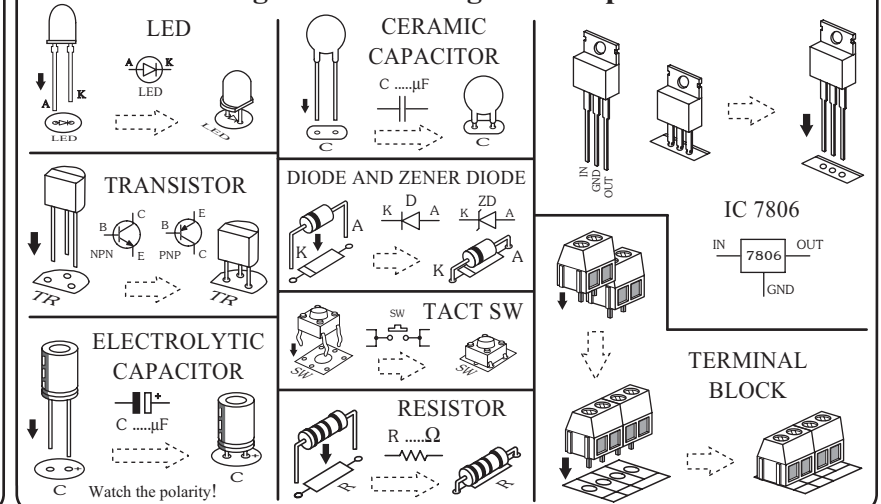 LED
A
K
LED
A
K
LED
LED
TRANSISTOR
B
C
E
NPN
B
E
C
PNP
TR
TR
ELECTROLYTIC
CAPACITOR
+
C .....µF
+
C
+
C
Watch the polarity!
CERAMIC
CAPACITOR
C .....µF
C
C
DIODE AND ZENER DIODE
A
K
D
K
A
ZD
K
A
K
A
TACT SW
SW
SW
SW
RESISTOR
R .....Ω
R
R
IN
GND
OUT
IC 7806
IN
7806
OUT
GND
TERMINAL
BLOCK